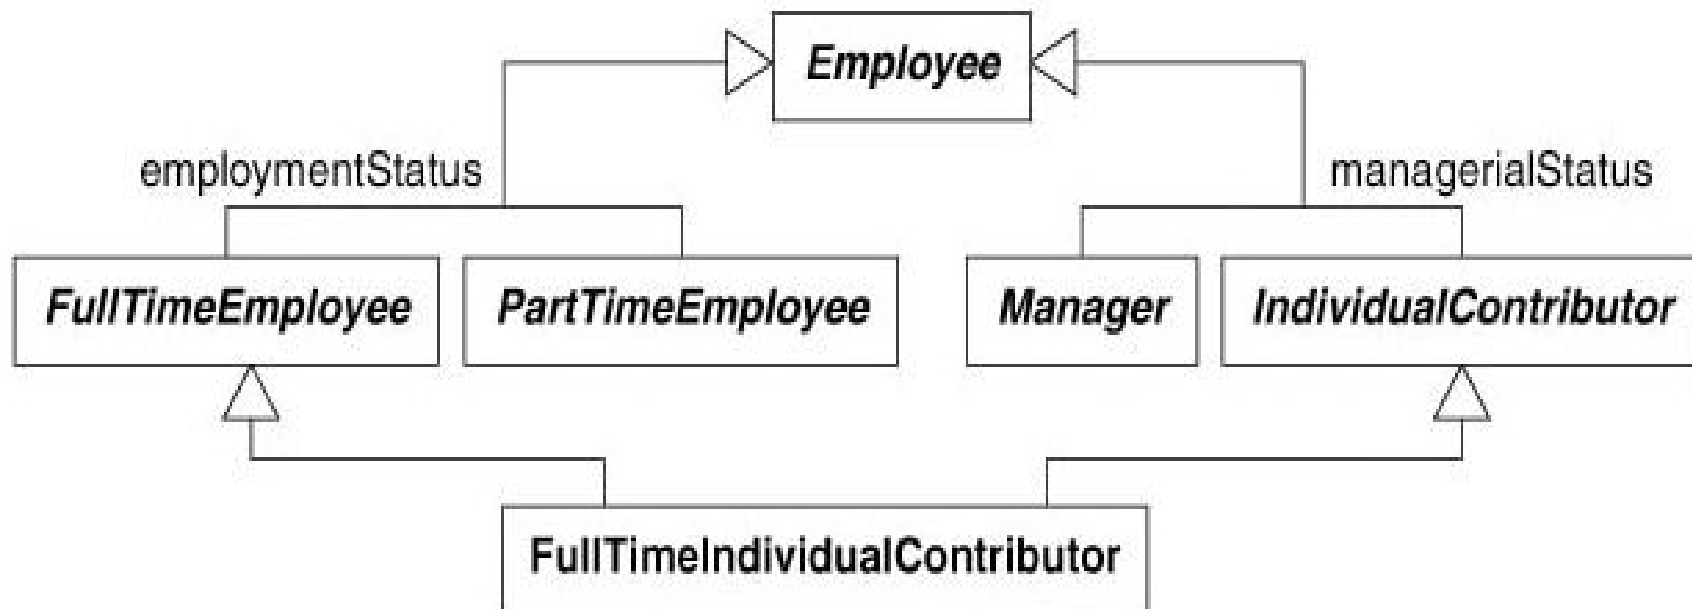 Employee
employmentStatus
managerialStatus
FullTimeEmployee
PartTimeEmployee
Manager
IndividualContributor
FullTimeIndividualContributor